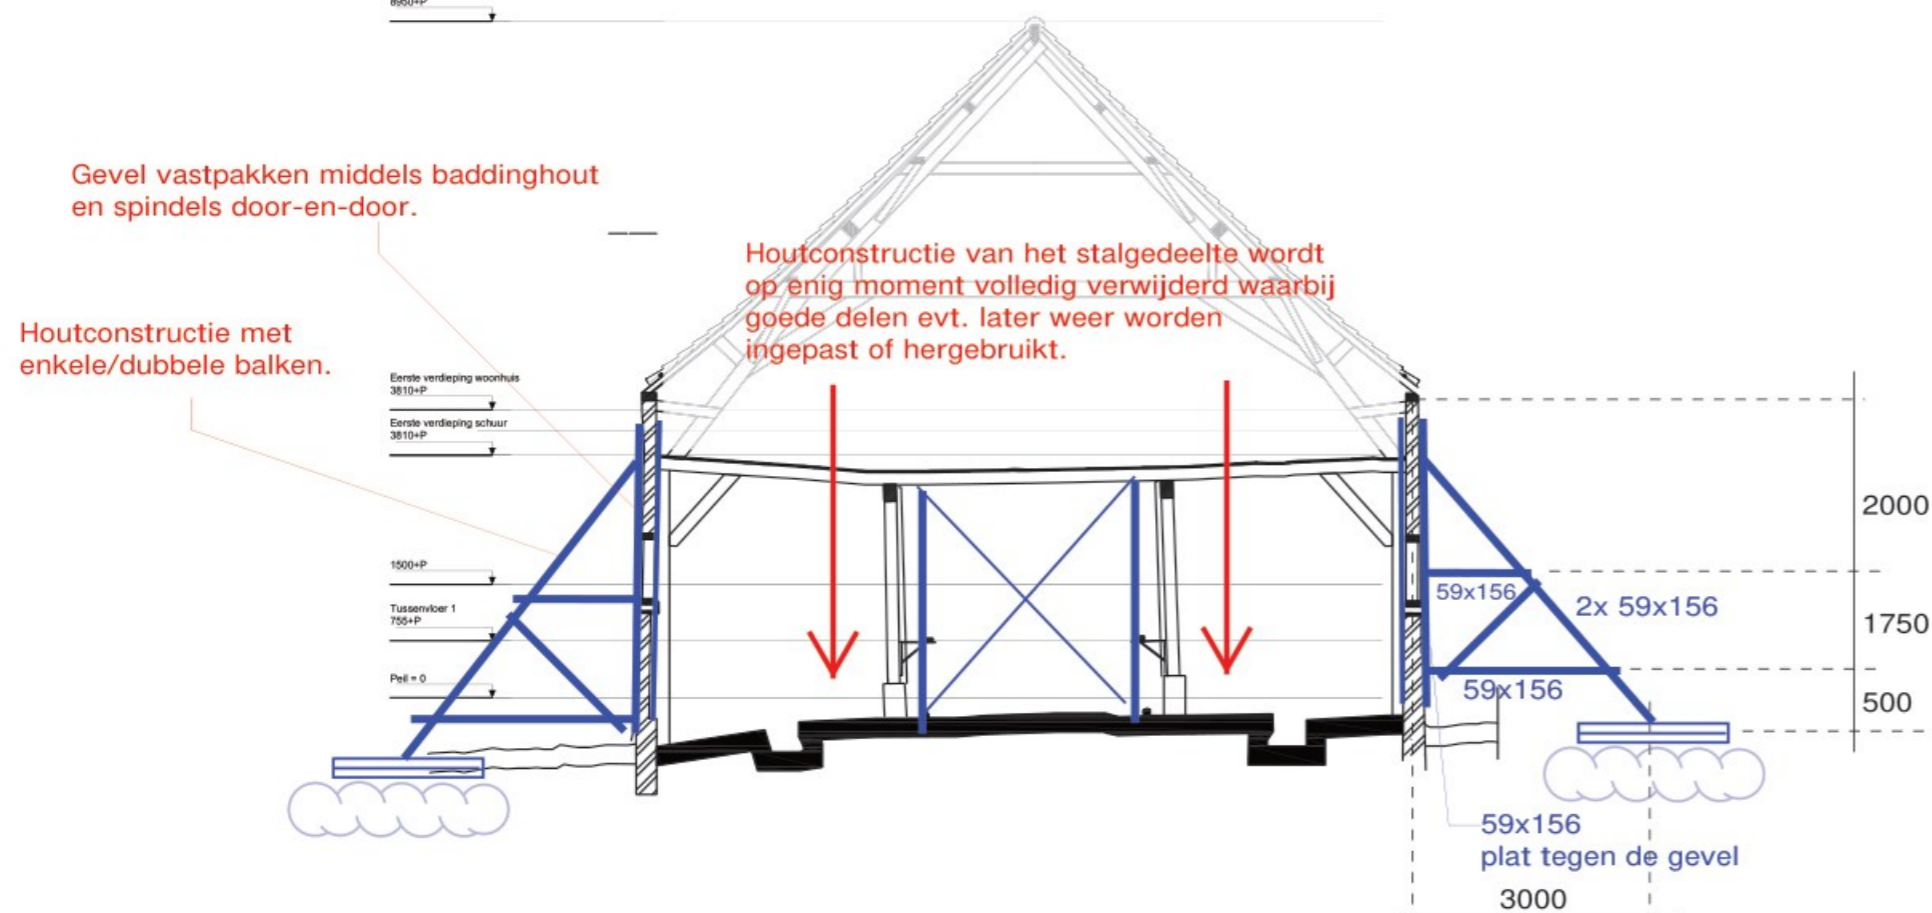 8950+P
Gevel vastpakken middels baddinghout
en spindels door-en-door.
Houtconstructie van het stalgedeelte wordt
op enig moment volledig verwijderd waarbij
goede delen evt. later weer worden
ingepast of hergebruikt.
Houtconstructie met
enkele/dubbele balken.
Eerste verdieping woonhuis
3810+P
Eerste verdieping schuur
3810+P
1500+P
Tussenvloer 1
755+P
Peil = 0
2000
59x156
2x 59x156
1750
59x156
500
59x156
plat tegen de gevel
3000